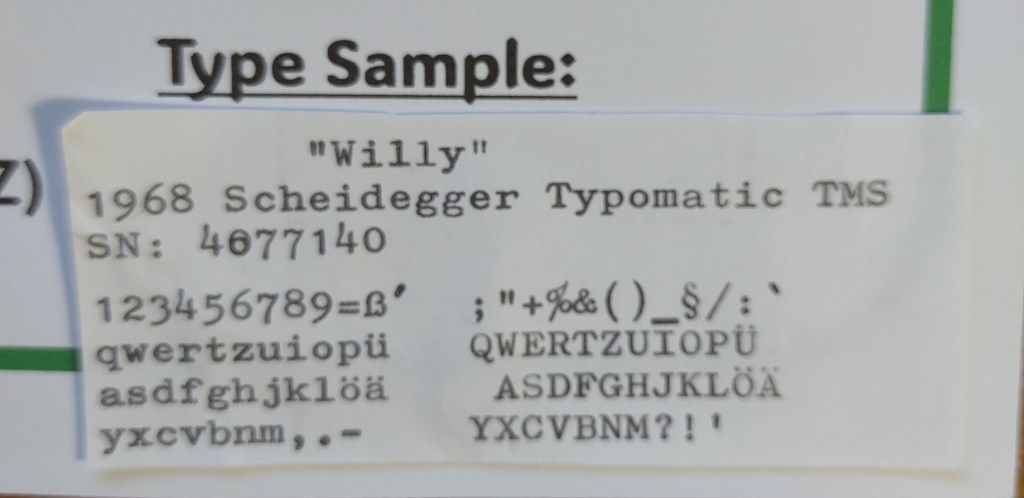 Type Sample:
Z)
"Willy"
1968 Scheidegger Typomatic TMS
SN: 4077140
123456789=ß´ ;"+%&()_§/:`
qwertzuiopü QWERTZUIOPÜ
asdfghjklöä ASDFGHJKLÖÄ
yxcvbnm,.- YXCVBNM?!'